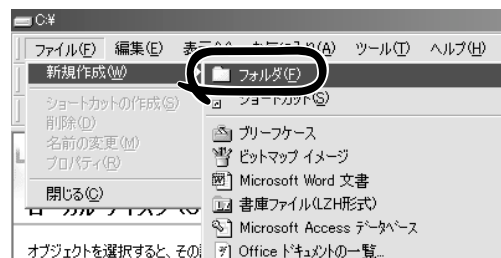 C:¥
ファイル(F) 編集(E) ツール(T) ヘルプ(H)
新規作成(W)
フォルダ(F)
ショートカットの作成(S)
ショートカット(S)
削除(D)
名前の変更(M)
プロパティ(R)
閉じる(C)
ブリーフケース
ビットマップ イメージ
Microsoft Word 文書
書庫ファイル(LZH形式)
Microsoft Access データベース
Office ドキュメントの一覧...
オブジェクトを選択すると、その